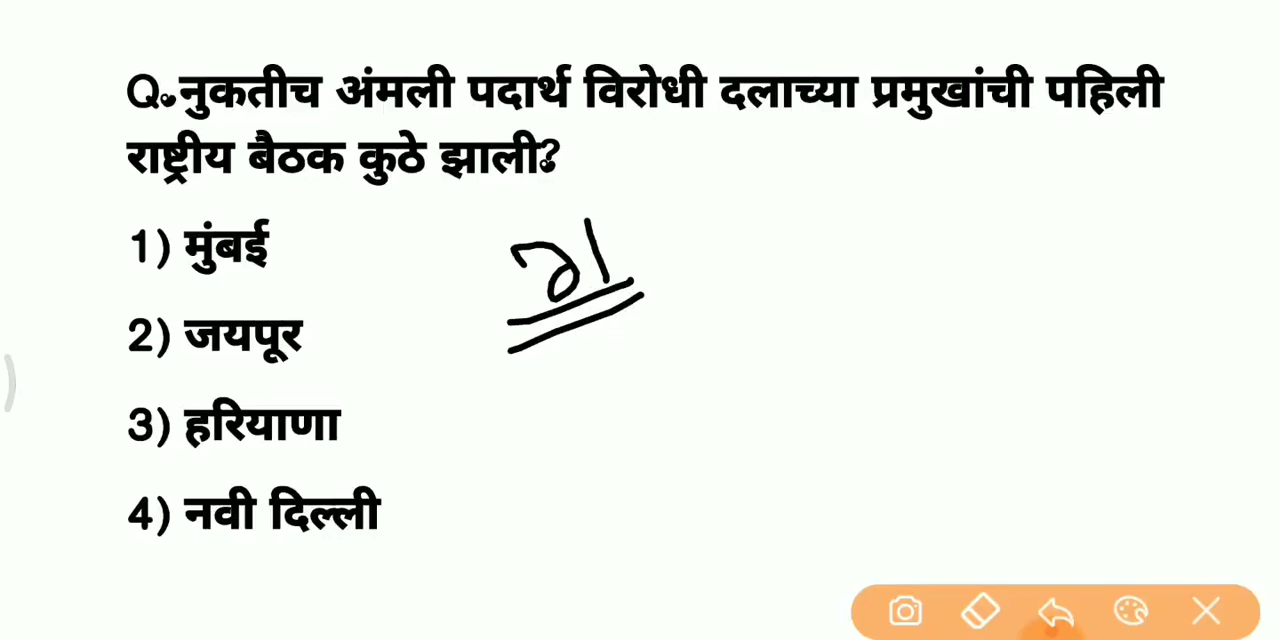 Q.नुकतीच अंमली पदार्थ विरोधी दलाच्या प्रमुखांची पहिली
राष्ट्रीय बैठक कुठे झाली?
1) मुंबई
2) जयपूर
3) हरियाणा
4) नवी दिल्ली